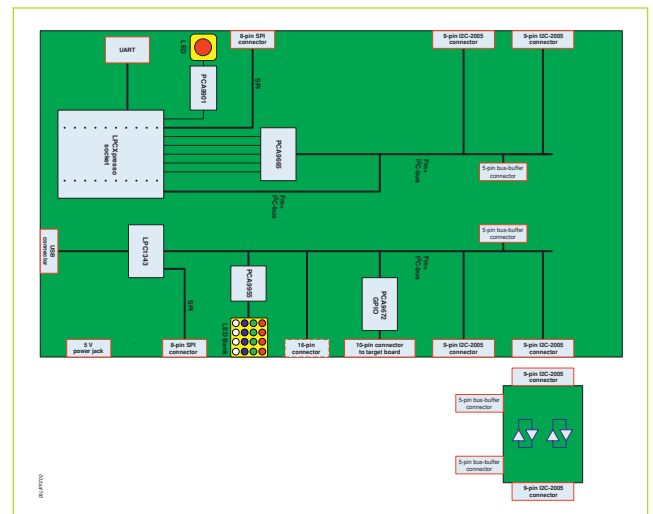 8-pin SPI
connector
9-pin I2C-2005
connector
9-pin I2C-2005
connector
UART
LED
PCA8901
SPI
LPCXpresso
socket
PCA9665
Fm+
I²C-bus
5-pin bus-buffer
connector
Fm+
I²C-bus
5-pin bus-buffer
connector
USB
connector
LPC1343
Fm+
I²C-bus
PCA9955
PCA9672
GPIO
SPI
LED Bank
5 V
power jack
8-pin SPI
connector
16-pin
connector
10-pin connector
to target board
9-pin I2C-2005
connector
9-pin I2C-2005
connector
9-pin I2C-2005
connector
5-pin bus-buffer
connector
5-pin bus-buffer
connector
9-pin I2C-2005
connector